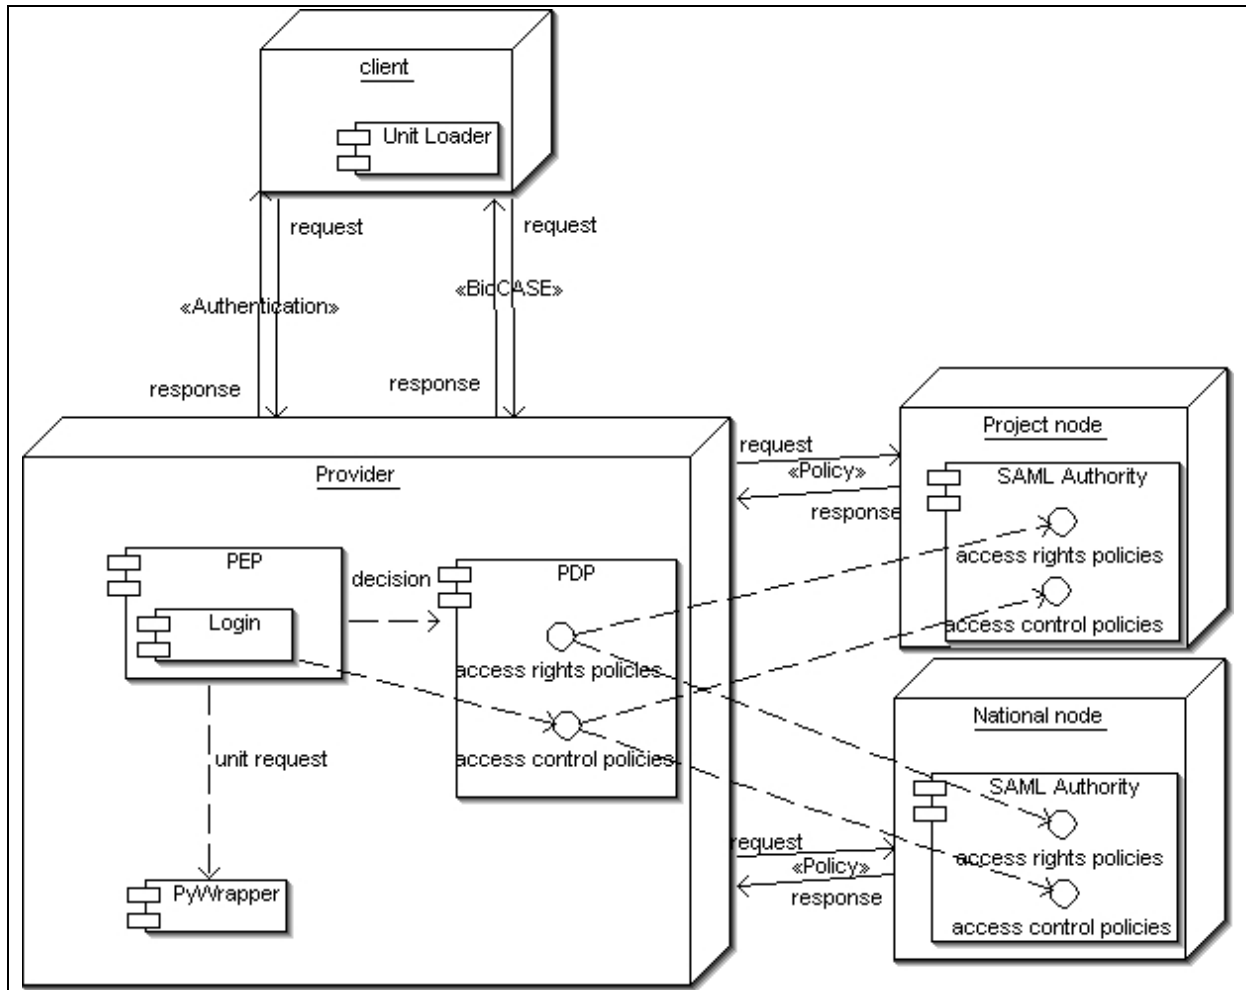 client
Unit Loader
request
request
«BioCASE»
«Authentication»
response
response
Project node
request
«Policy»
SAML Authority
response
Provider
access rights policies
PEP
decision
PDP
Login
access control policies
access rights policies
National node
access control policies
unit request
SAML Authority
request
access rights policies
«Policy»
PyWrapper
response
access control policies